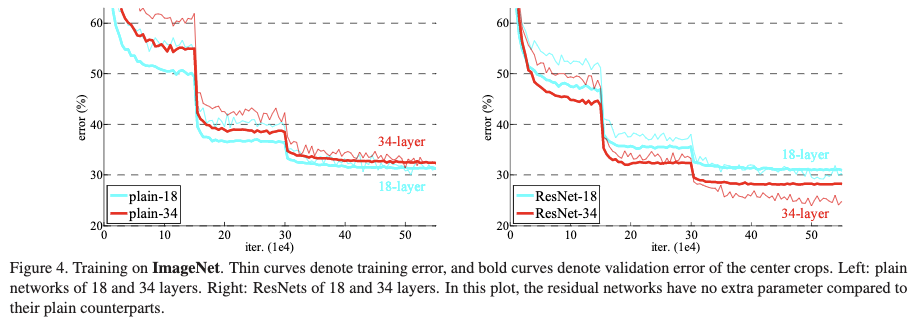 60
50
40
30
20
error (%)
34-layer
18-layer
plain-18
plain-34
0 10 20 30 40 50
iter. (1e4)
60
50
40
30
20
error (%)
18-layer
34-layer
ResNet-18
ResNet-34
0 10 20 30 40 50
iter. (1e4)
Figure 4. Training on ImageNet. Thin curves denote training error, and bold curves denote validation error of the center crops. Left: plain
networks of 18 and 34 layers. Right: ResNets of 18 and 34 layers. In this plot, the residual networks have no extra parameter compared to
their plain counterparts.